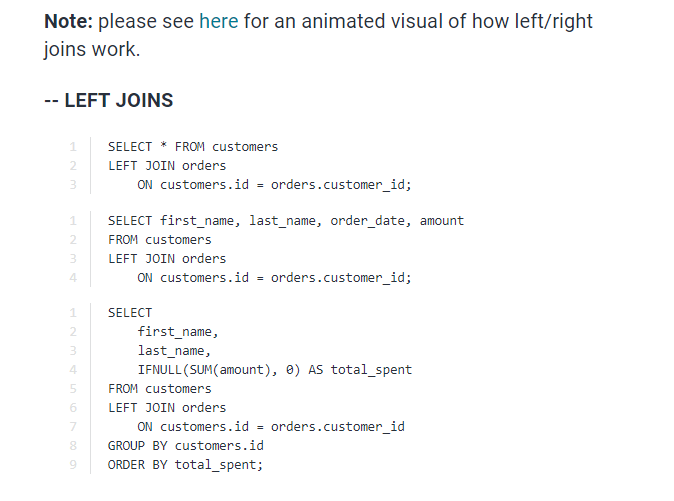 Note: please see here for an animated visual of how left/right
joins work.
-- LEFT JOINS
1 SELECT * FROM customers
2 LEFT JOIN orders
3     ON customers.id = orders.customer_id;
1 SELECT first_name, last_name, order_date, amount
2 FROM customers
3 LEFT JOIN orders
4     ON customers.id = orders.customer_id;
1 SELECT
2     first_name,
3     last_name,
4     IFNULL(SUM(amount), 0) AS total_spent
5 FROM customers
6 LEFT JOIN orders
7     ON customers.id = orders.customer_id
8 GROUP BY customers.id
9 ORDER BY total_spent;